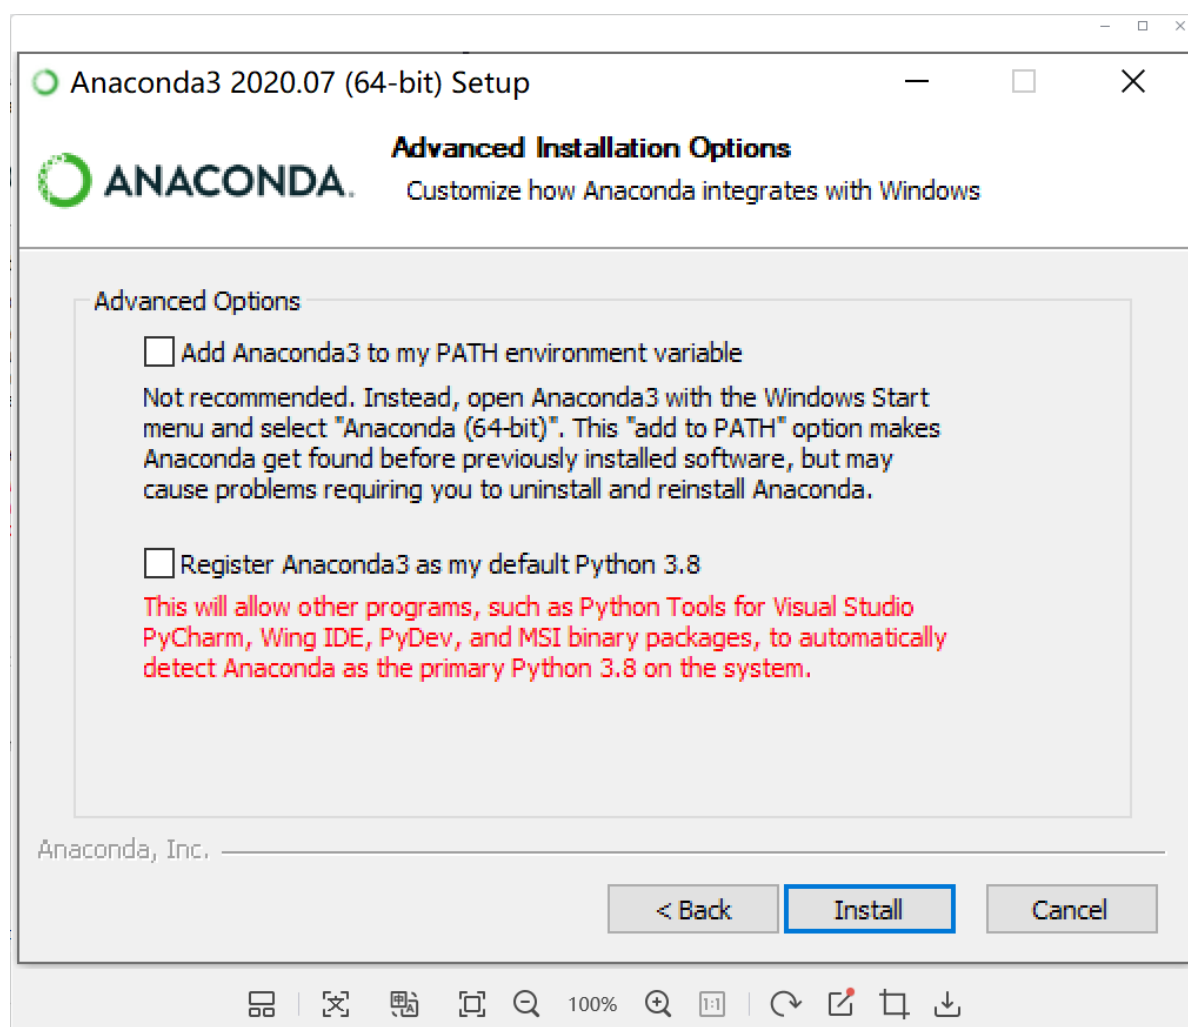 Anaconda3 2020.07 (64-bit) Setup
ANACONDA.
Advanced Installation Options
Customize how Anaconda integrates with Windows
Advanced Options
Add Anaconda3 to my PATH environment variable
Not recommended. Instead, open Anaconda3 with the Windows Start
menu and select "Anaconda (64-bit)". This "add to PATH" option makes
Anaconda get found before previously installed software, but may
cause problems requiring you to uninstall and reinstall Anaconda.
Register Anaconda3 as my default Python 3.8
This will allow other programs, such as Python Tools for Visual Studio
PyCharm, Wing IDE, PyDev, and MSI binary packages, to automatically
detect Anaconda as the primary Python 3.8 on the system.
Anaconda, Inc.
< Back Install Cancel
文 中A 100% 1:1